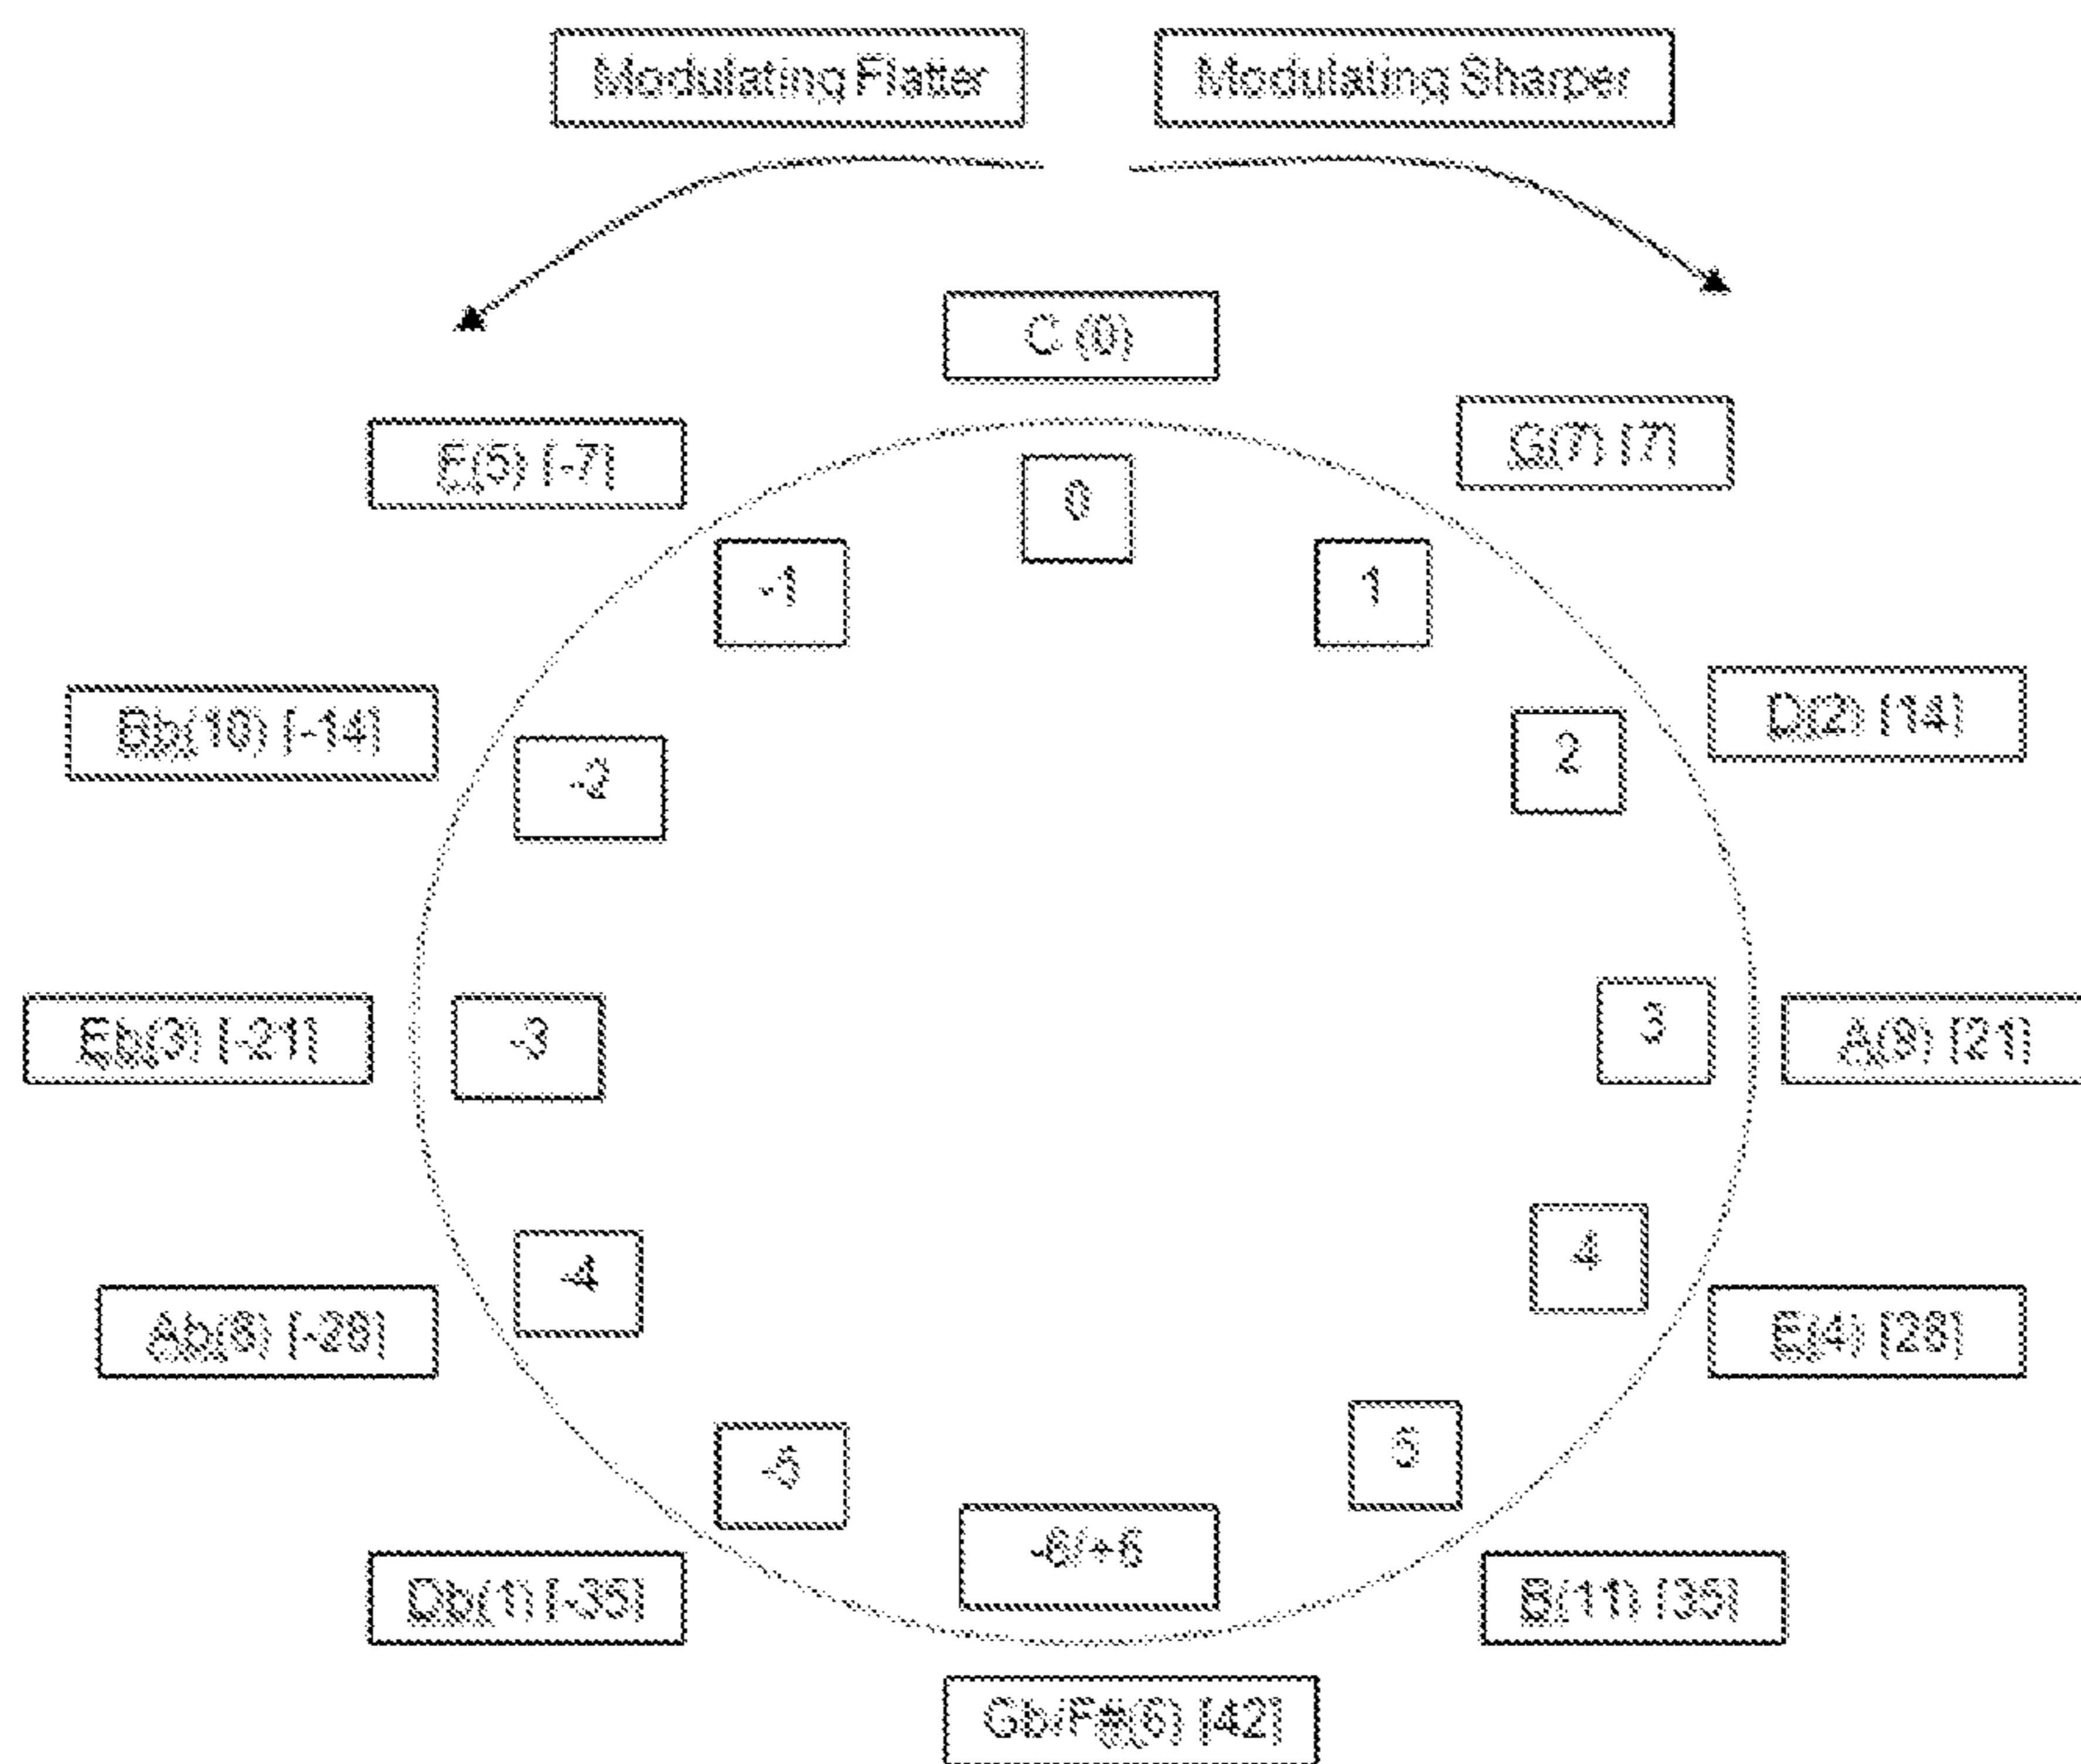 Modulating Flatter
Modulating Sharper
C (0)
G(7) [7]
F(5) [-7]
0
-1
1
D(2) [14]
Bb(10) [-14]
2
-2
3
A(9) [21]
Eb(3) [-21]
-3
4
-4
E(4) [28]
Ab(8) [-28]
5
-5
-6/+6
B(11) [35]
Db(1) [-35]
Gb/F#(6) [42]